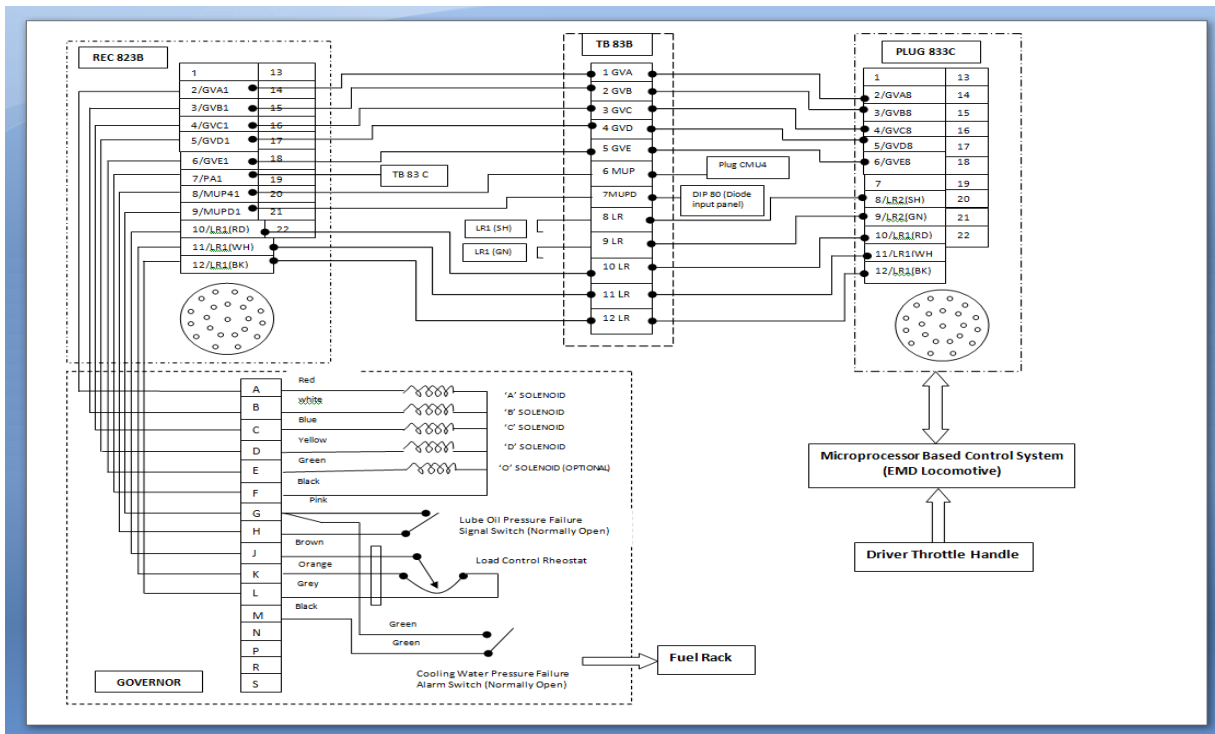 REC 823B
1 13
2/GVA1 14
3/GVB1 15
4/GVC1 16
5/GVD1 17
6/GVE1 18
7/PA1 19
8/MUP41 20
9/MUPD1 21
10/LR1(RD) 22
11/LR1(WH)
12/LR1(BK)
TB 83 C
LR1 (SH)
LR1 (GN)
TB 83B
1 GVA
2 GVB
3 GVC
4 GVD
5 GVE
6 MUP
7MUPD
8 LR
9 LR
10 LR
11 LR
12 LR
Plug CMU4
DIP 80 (Diode
input panel)
PLUG 833C
1 13
2/GVA8 14
3/GVB8 15
4/GVC8 16
5/GVD8 17
6/GVE8 18
7 19
8/LR2(SH) 20
9/LR2(GN) 21
10/LR1(RD) 22
11/LR1(WH
12/LR1(BK)
Microprocessor Based Control System
(EMD Locomotive)
Driver Throttle Handle
A
B
C
D
E
F
G
H
J
K
L
M
N
P
R
S
Red
white
Blue
Yellow
Green
Black
Pink
Brown
Orange
Grey
Black
Green
Green
'A' SOLENOID
'B' SOLENOID
'C' SOLENOID
'D' SOLENOID
'O' SOLENOID (OPTIONAL)
Lube Oil Pressure Failure
Signal Switch (Normally Open)
Load Control Rheostat
Cooling Water Pressure Failure
Alarm Switch (Normally Open)
GOVERNOR
Fuel Rack